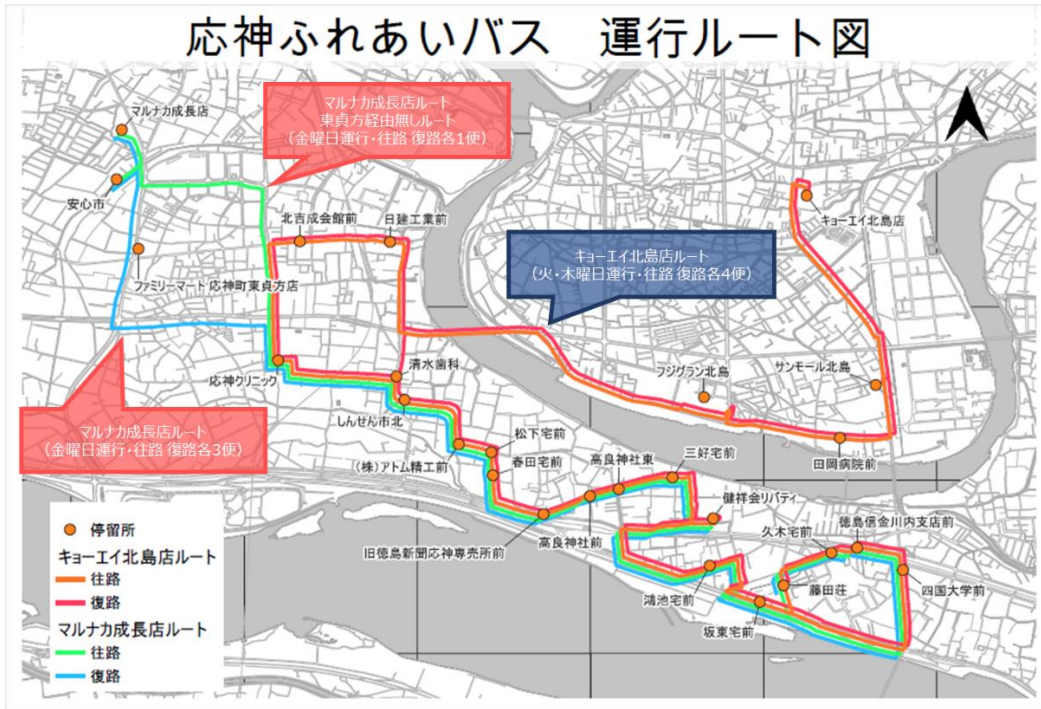 応神ふれあいバス　運行ルート図
マルナカ成長店
マルナカ成長店ルート
東貞方経由無しルート
（金曜日運行・往路 復路各1便）
安心市
北吉成会館前
日建工業前
キョーエイ北島店
キョーエイ北島店ルート
（火・木曜日運行・往路 復路各4便）
ファミリーマート 応神町東貞方店
応神クリニック
清水歯科
フジグラン北島
サンモール北島
しんせん市北
マルナカ成長店ルート
（金曜日運行・往路 復路各3便）
松下宅前
田岡病院前
(株)アトム精工前
春田宅前
高良神社東
三好宅前
健祥会リバティ
旧徳島新聞応神専売所前
高良神社前
久木宅前
徳島信金川内支店前
鴻池宅前
藤田荘
四国大学前
坂東宅前
停留所
キョーエイ北島店ルート
往路
復路
マルナカ成長店ルート
往路
復路